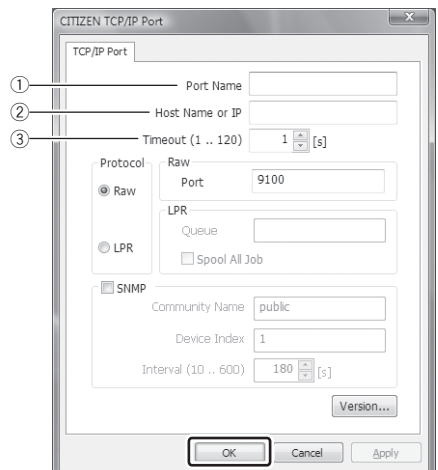 CITIZEN TCP/IP Port
TCP/IP Port
① Port Name
② Host Name or IP
③ Timeout (1 .. 120) 1 [s]
Protocol
Raw
LPR
Raw
Port 9100
LPR
Queue
Spool All Job
SNMP
Community Name public
Device Index 1
Interval (10 .. 600) 180 [s]
Version...
OK Cancel Apply